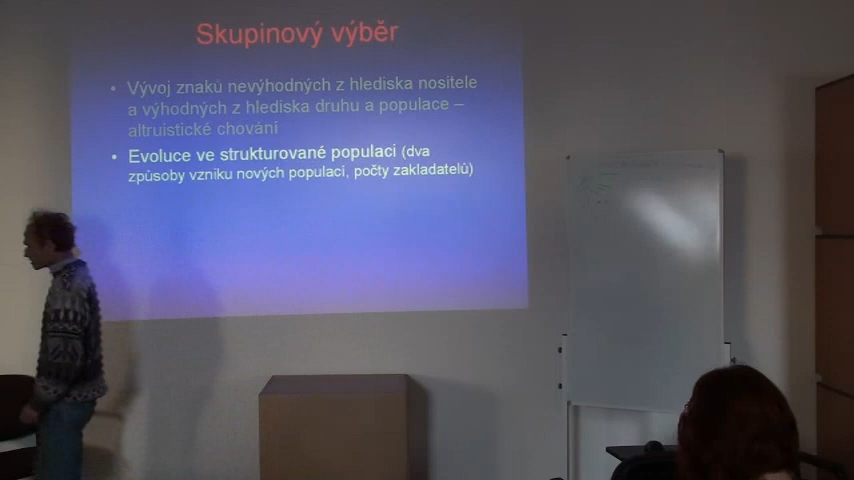 Skupinový výběr
• Vývoj znaků nevýhodných z hlediska nositele
a výhodných z hlediska druhu a populace –
altruistické chování
• Evoluce ve strukturované populaci (dva
způsoby vzniku nových populací, počty zakladatelů)